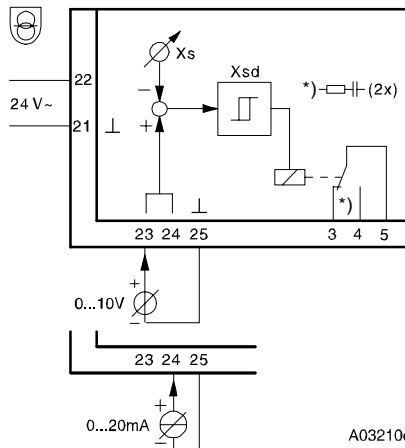 Xs
Xsd
*) (2x)
22
24 V~
21 ⊥
–
+
*)
⊥
23 24 25 3 4 5
+
0...10V
–
23 24 25
+
0...20mA
–